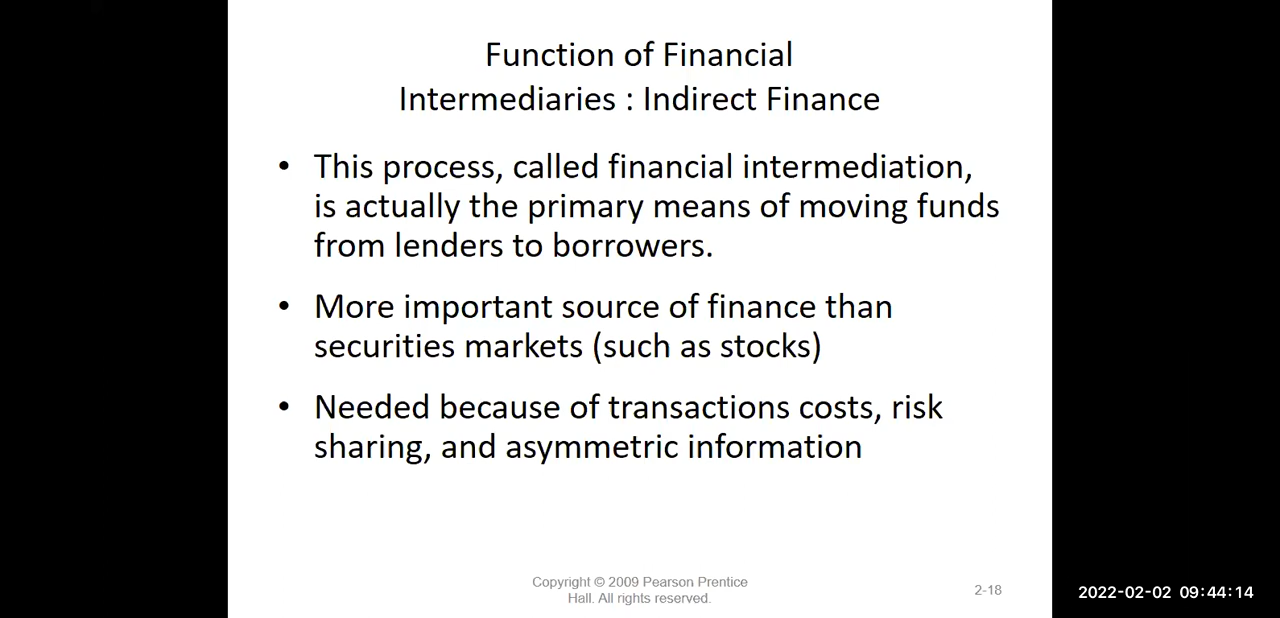 Function of Financial
Intermediaries : Indirect Finance
• This process, called financial intermediation,
is actually the primary means of moving funds
from lenders to borrowers.
• More important source of finance than
securities markets (such as stocks)
• Needed because of transactions costs, risk
sharing, and asymmetric information
Copyright © 2009 Pearson Prentice
Hall. All rights reserved.
2-18
2022-02-02 09:44:14